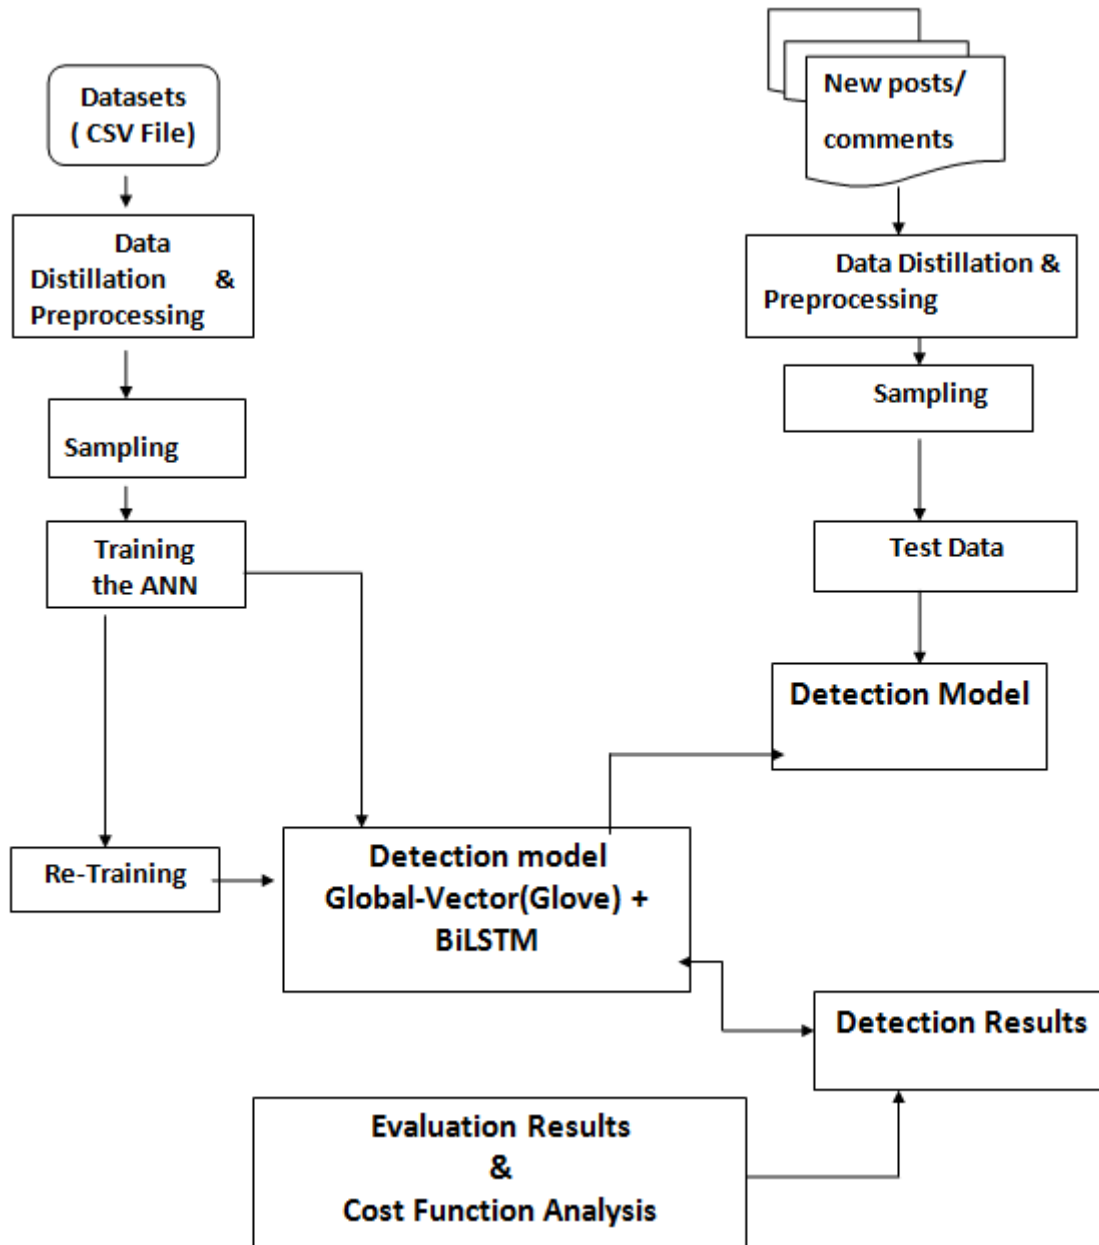 Datasets
( CSV File)
Data
Distillation &
Preprocessing
Sampling
Training
the ANN
Re-Training
New posts/
comments
Data Distillation &
Preprocessing
Sampling
Test Data
Detection Model
Detection model
Global-Vector(Glove) +
BiLSTM
Detection Results
Evaluation Results
&
Cost Function Analysis